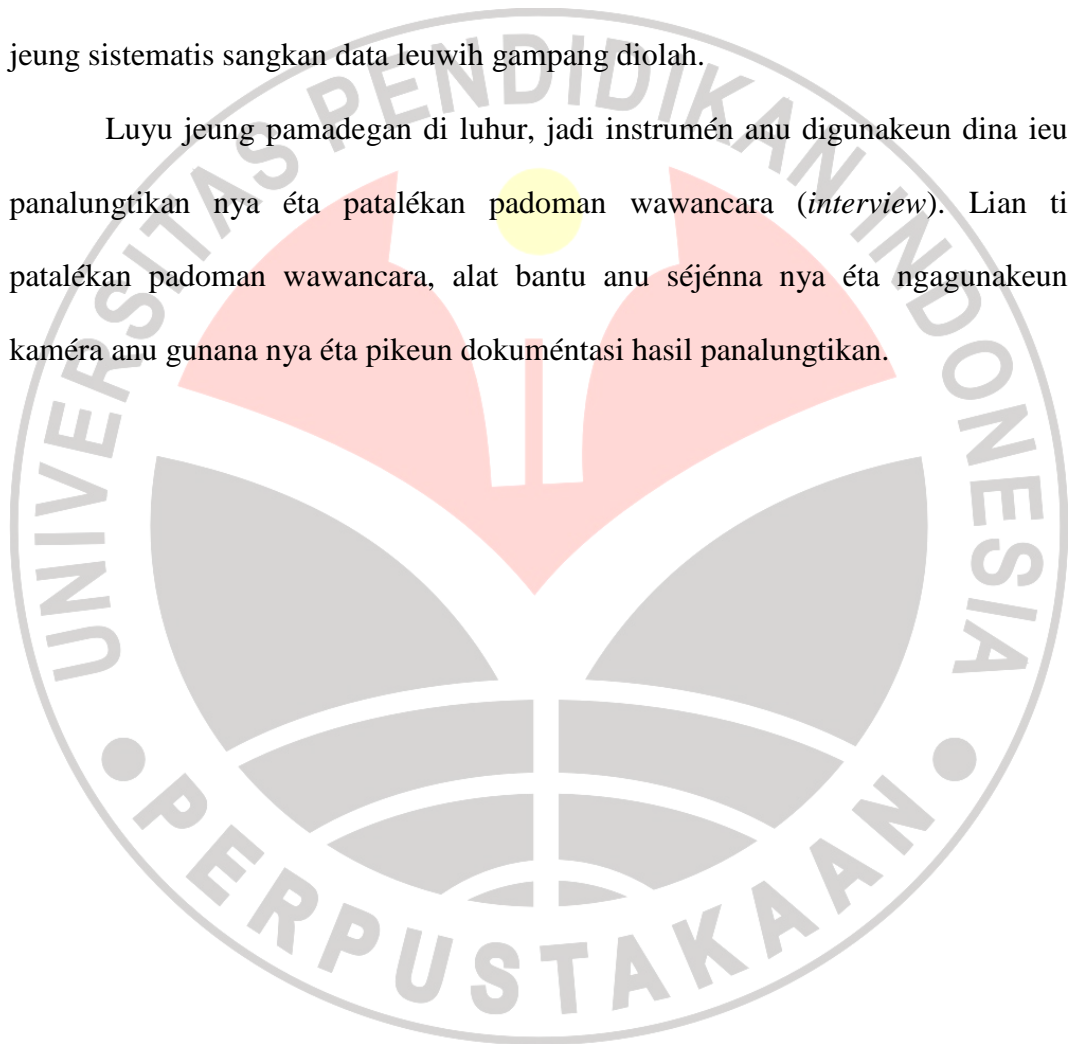 jeung sistematis sangkan data leuwih gampang diolah.
Luyu jeung pamadegan di luhur, jadi instrumén anu digunakeun dina ieu
panalungtikan nya éta patalékan padoman wawancara (interview). Lian ti
patalékan padoman wawancara, alat bantu anu séjénna nya éta ngagunakeun
kaméra anu gunana nya éta pikeun dokuméntasi hasil panalungtikan.
UNIVERSITAS PENDIDIKAN INDONESIA
PERPUSTAKAAN